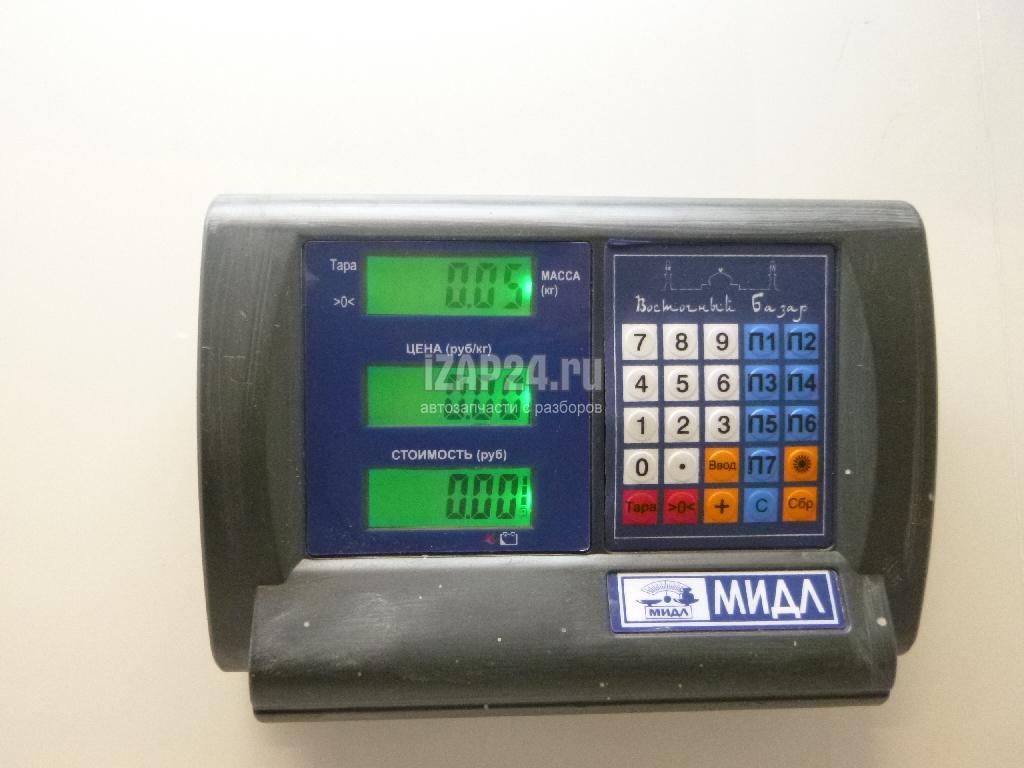 Тара
0.05
МАССА
(кг)
>0<
ЦЕНА (руб/кг)
iZAP24.ru
автозапчасти с разборов
СТОИМОСТЬ (руб)
0.00
Восточный Базар
7 8 9 П1 П2
4 5 6 П3 П4
1 2 3 П5 П6
0 . Ввод П7
Тара >0< + С Сбр
МИДЛ
МИДЛ